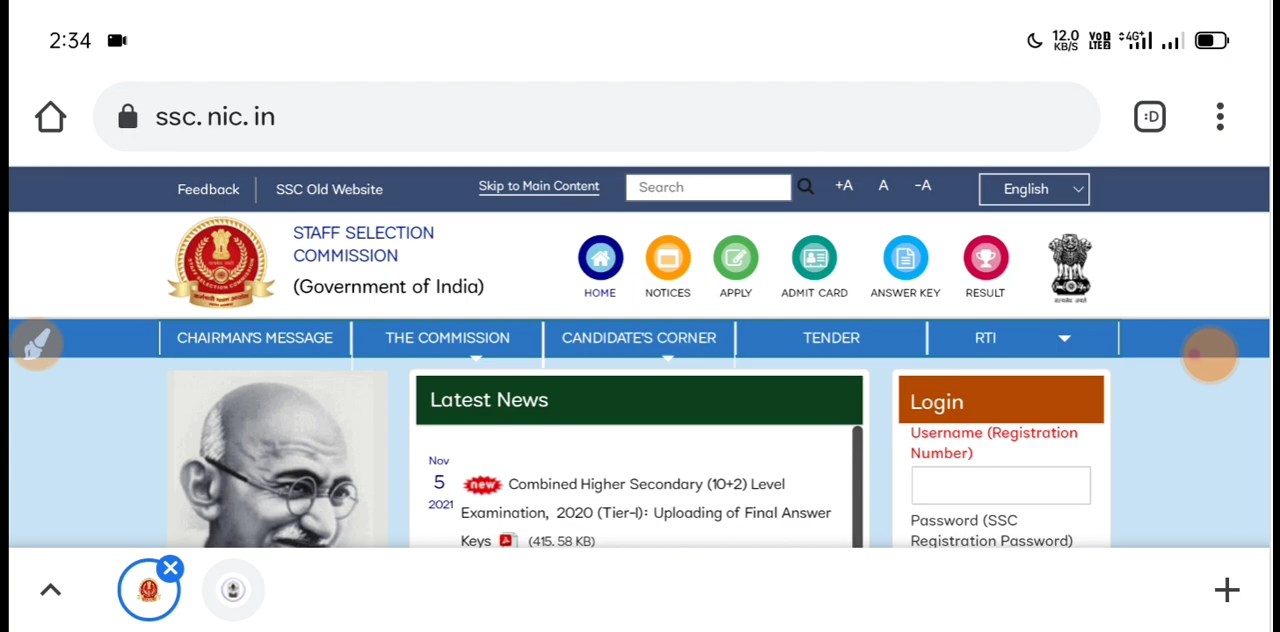 2:34
12.0
KB/S
Vo
LTE
4G+
ssc.nic.in
:D
Feedback
SSC Old Website
Skip to Main Content
Search
+A
A
-A
English
STAFF SELECTION
COMMISSION
(Government of India)
HOME
NOTICES
APPLY
ADMIT CARD
ANSWER KEY
RESULT
CHAIRMAN'S MESSAGE
THE COMMISSION
CANDIDATE'S CORNER
TENDER
RTI
Latest News
Nov
5
2021
new Combined Higher Secondary (10+2) Level
Examination, 2020 (Tier-I): Uploading of Final Answer
Keys (415.58 KB)
Login
Username (Registration
Number)
Password (SSC
Registration Password)